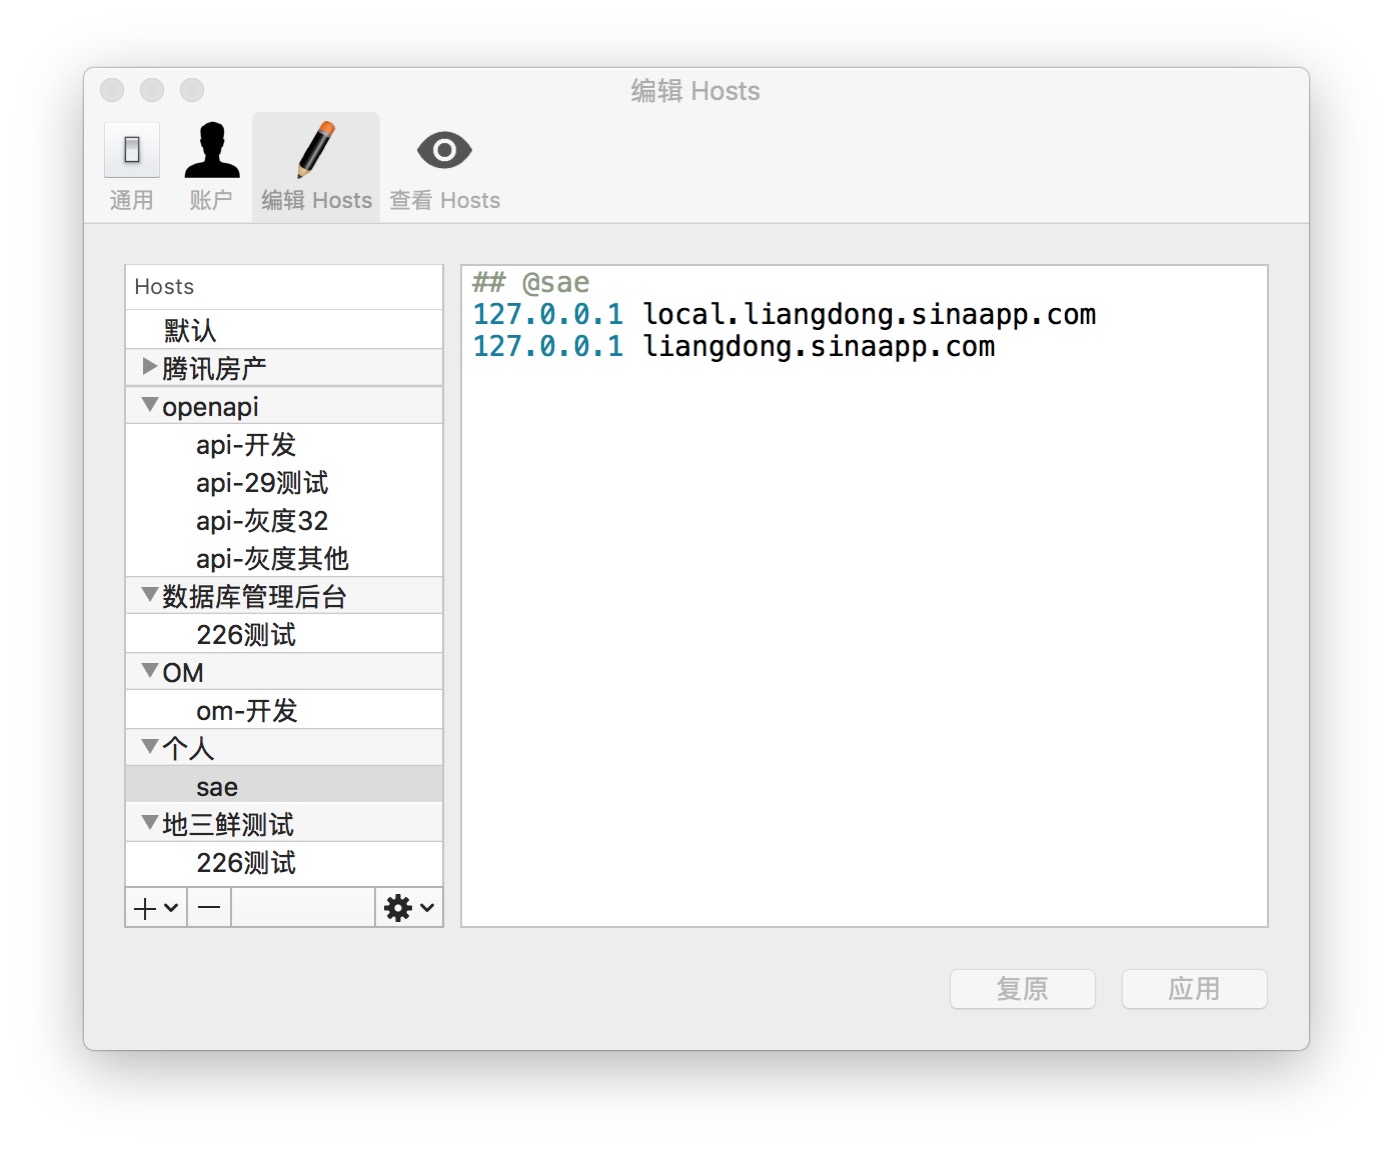 编辑 Hosts
通用
账户
编辑 Hosts
查看 Hosts
Hosts
默认
腾讯房产
openapi
api-开发
api-29测试
api-灰度32
api-灰度其他
数据库管理后台
226测试
OM
om-开发
个人
sae
地三鲜测试
226测试
## @sae
127.0.0.1 local.liangdong.sinaapp.com
127.0.0.1 liangdong.sinaapp.com
复原
应用